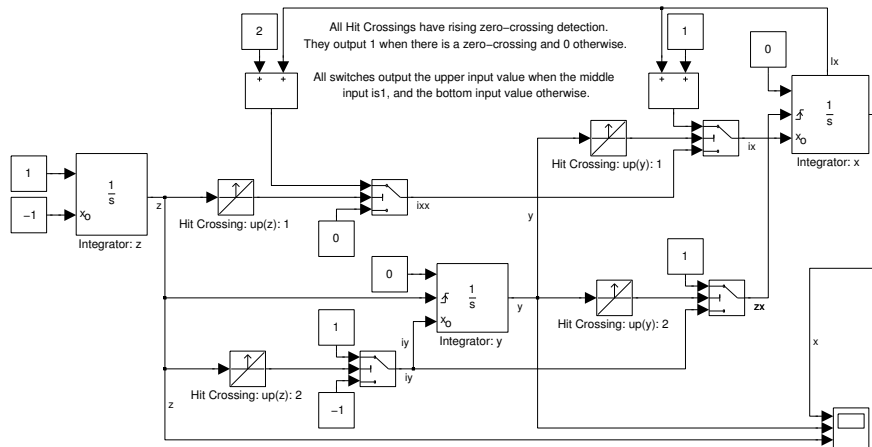 All Hit Crossings have rising zero−crossing detection.
They output 1 when there is a zero−crossing and 0 otherwise.
All switches output the upper input value when the middle
input is1, and the bottom input value otherwise.
2
+ +
1
+ +
0
Ix
1
s
xo
Integrator: x
ix
Hit Crossing: up(y): 1
1
−1
1
s
xo
Integrator: z
z
Hit Crossing: up(z): 1
0
ixx
y
0
1
s
xo
Integrator: y
y
1
Hit Crossing: up(y): 2
zx
1
iy
iy
Hit Crossing: up(z): 2
−1
z
x